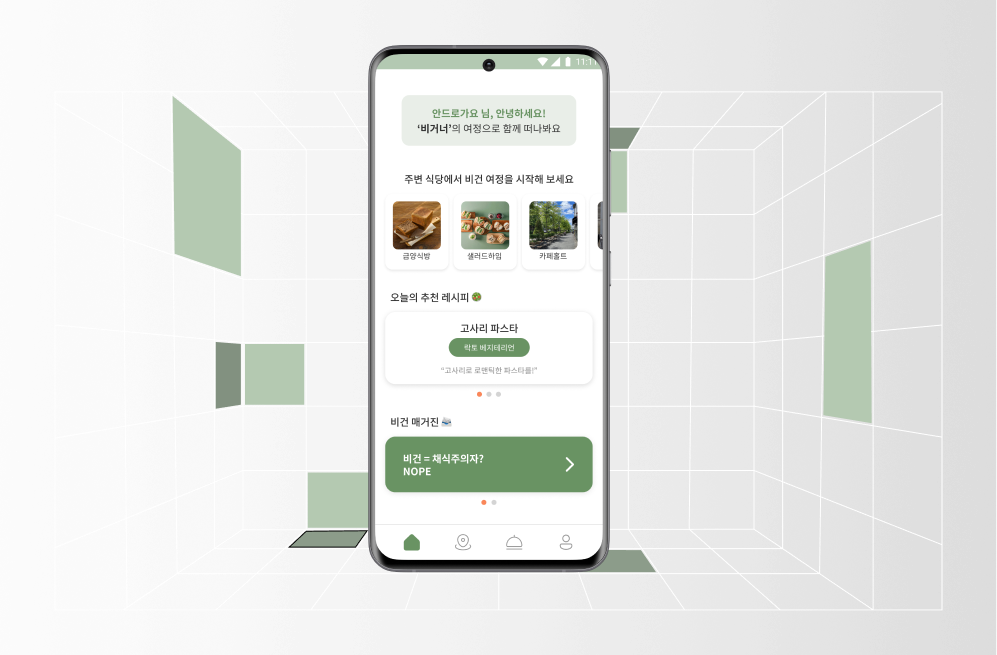 11:11
안드로가요 님, 안녕하세요!
‘비거너’의 여정으로 함께 떠나봐요
주변 식당에서 비건 여정을 시작해 보세요
금양식방
샐러드하임
카페홀트
오늘의 추천 레시피
고사리 파스타
락토 베지테리언
“고사리로 로맨틱한 파스타를!”
비건 매거진
비건 = 채식주의자?
NOPE